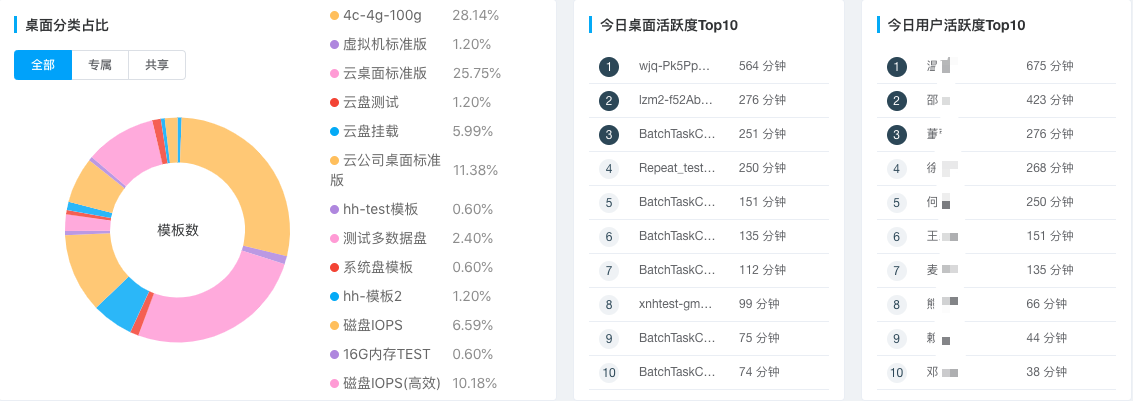 桌面分类占比
全部
专属
共享
模板数
4c-4g-100g 28.14%
虚拟机标准版 1.20%
云桌面标准版 25.75%
云盘测试 1.20%
云盘挂载 5.99%
云公司桌面标准
版 11.38%
hh-test模板 0.60%
测试多数据盘 2.40%
系统盘模板 0.60%
hh-模板2 1.20%
磁盘IOPS 6.59%
16G内存TEST 0.60%
磁盘IOPS(高效) 10.18%
今日桌面活跃度Top10
1 wjq-Pk5Pp... 564 分钟
2 lzm2-f52Ab... 276 分钟
3 BatchTaskC... 251 分钟
4 Repeat_test... 250 分钟
5 BatchTaskC... 151 分钟
6 BatchTaskC... 135 分钟
7 BatchTaskC... 112 分钟
8 xnhtest-gm... 99 分钟
9 BatchTaskC... 75 分钟
10 BatchTaskC... 74 分钟
今日用户活跃度Top10
1 675 分钟
2 邵 423 分钟
3 董 276 分钟
4 徐 268 分钟
5 何 250 分钟
6 王 151 分钟
7 麦 135 分钟
8 熊 66 分钟
9 44 分钟
10 邓 38 分钟